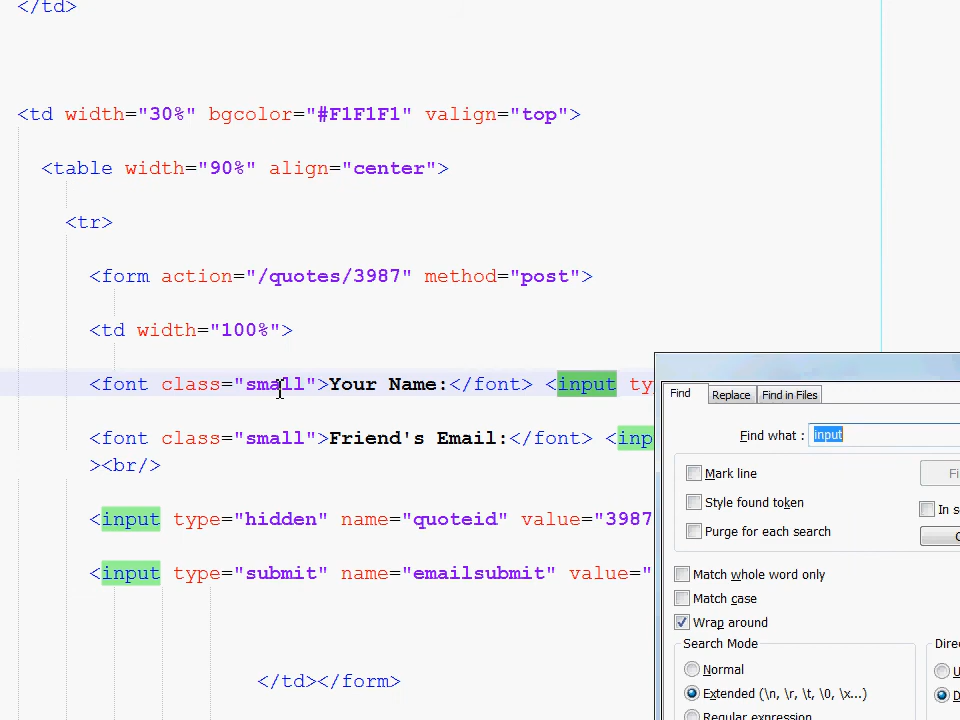 </td>
<td width="30%" bgcolor="#F1F1F1" valign="top">
<table width="90%" align="center">
<tr>
<form action="/quotes/3987" method="post">
<td width="100%">
<font class="small">Your Name:</font> <input ty
<font class="small">Friend's Email:</font> <inp
><br/>
<input type="hidden" name="quoteid" value="3987
<input type="submit" name="emailsubmit" value="
</td></form>
Find Replace Find in Files
Find what : input
Mark line
Style found token
In s
Purge for each search
Match whole word only
Match case
Wrap around
Search Mode
Normal
Extended (\n, \r, \t, \0, \x...)
Regular expression
Direc